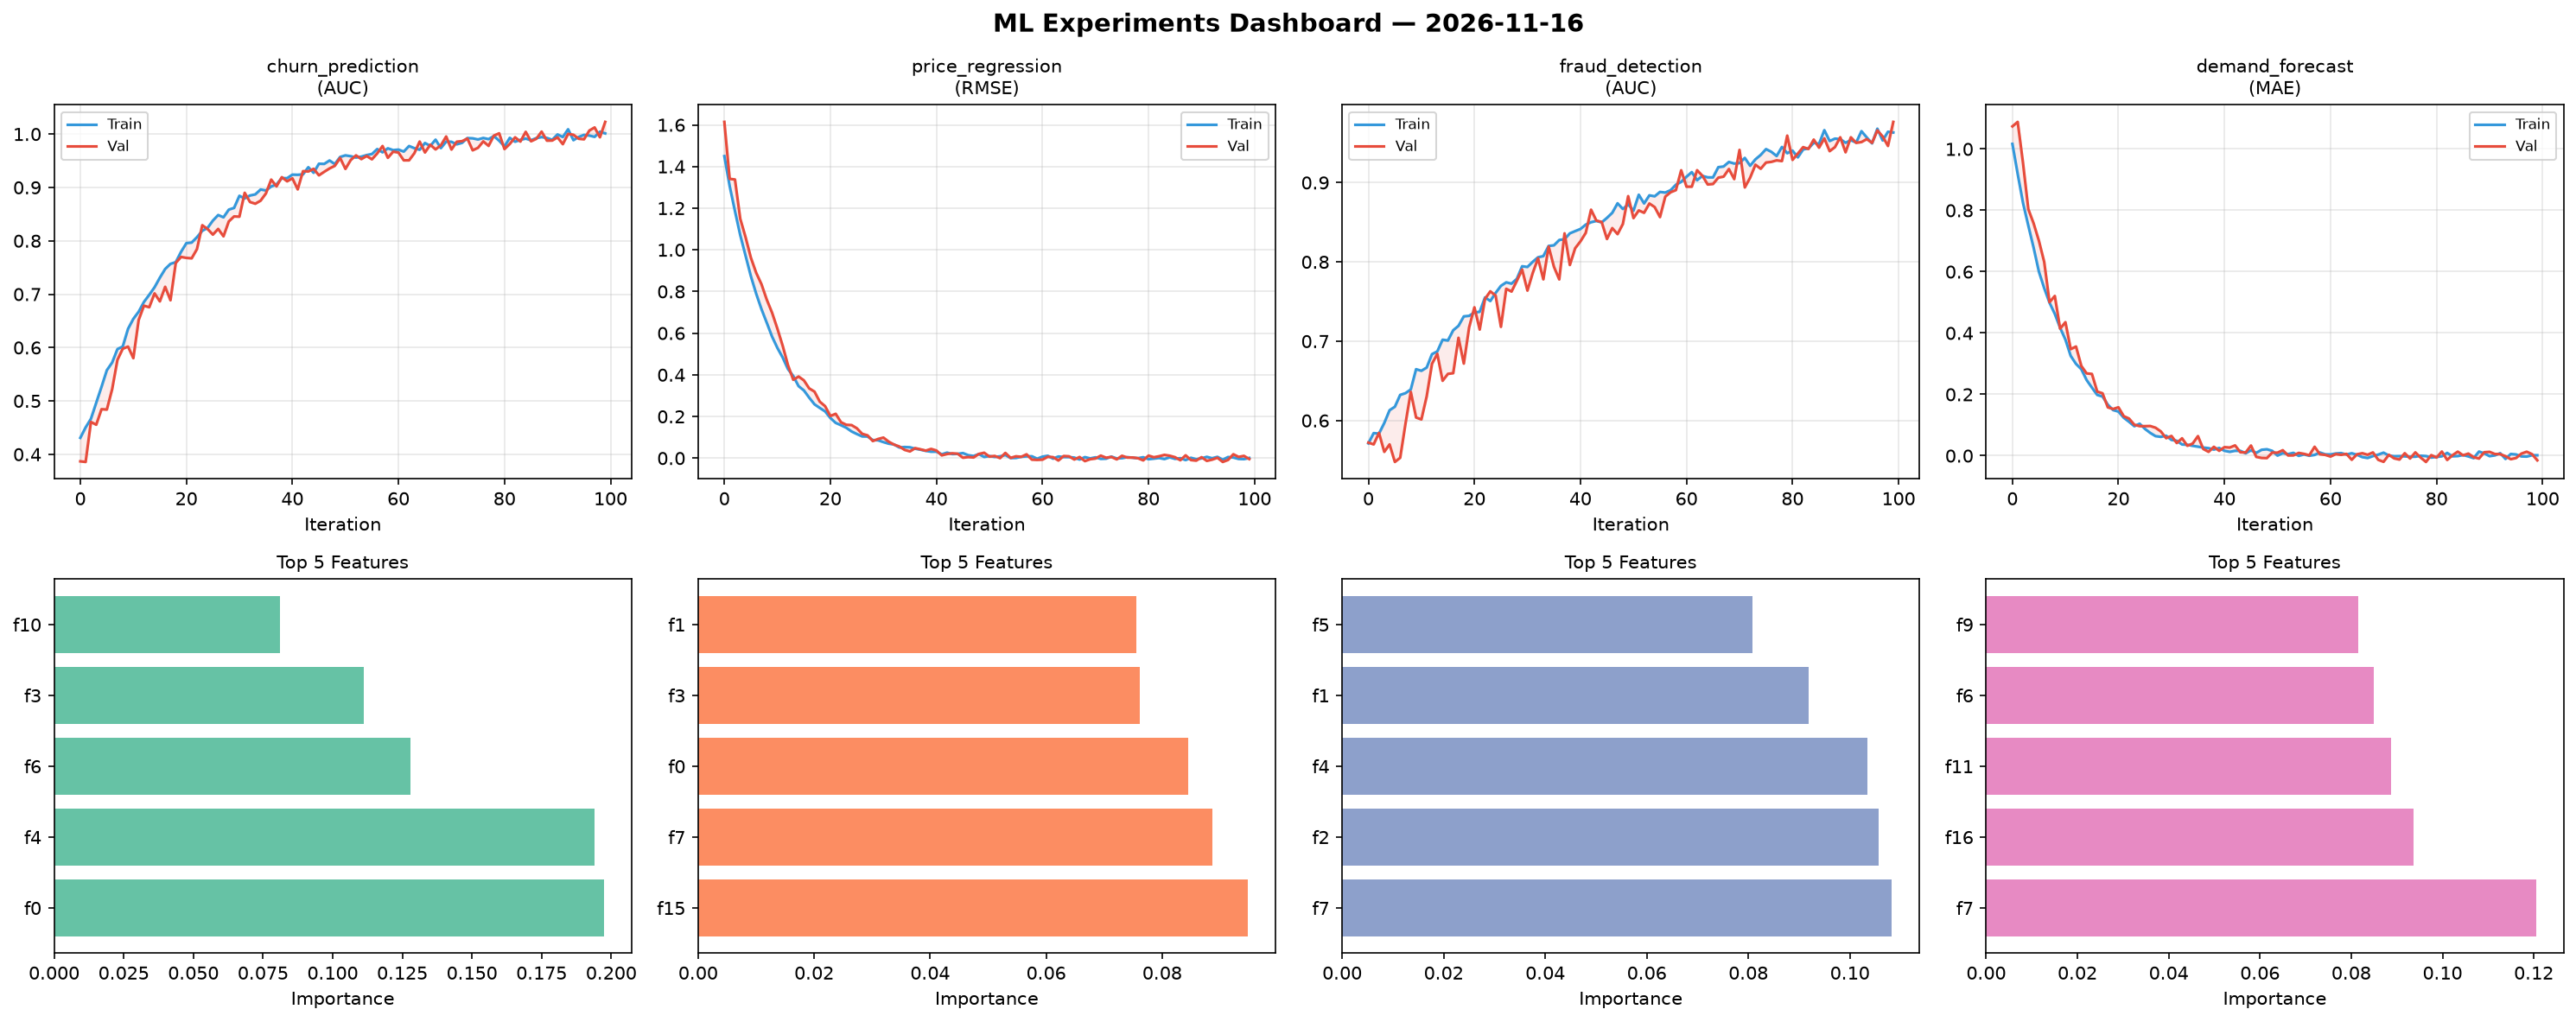 ML Experiments Dashboard — 2026-11-16
churn_prediction
(AUC)
1.0
0.9
0.8
0.7
0.6
0.5
0.4
Train
Val
0 20 40 60 80 100
Iteration
price_regression
(RMSE)
1.6
1.4
1.2
1.0
0.8
0.6
0.4
0.2
0.0
Train
Val
0 20 40 60 80 100
Iteration
fraud_detection
(AUC)
0.9
0.8
0.7
0.6
Train
Val
0 20 40 60 80 100
Iteration
demand_forecast
(MAE)
1.0
0.8
0.6
0.4
0.2
0.0
Train
Val
0 20 40 60 80 100
Iteration
Top 5 Features
f10
f3
f6
f4
f0
0.000 0.025 0.050 0.075 0.100 0.125 0.150 0.175 0.200
Importance
Top 5 Features
f1
f3
f0
f7
f15
0.00 0.02 0.04 0.06 0.08
Importance
Top 5 Features
f5
f1
f4
f2
f7
0.00 0.02 0.04 0.06 0.08 0.10
Importance
Top 5 Features
f9
f6
f11
f16
f7
0.00 0.02 0.04 0.06 0.08 0.10 0.12
Importance